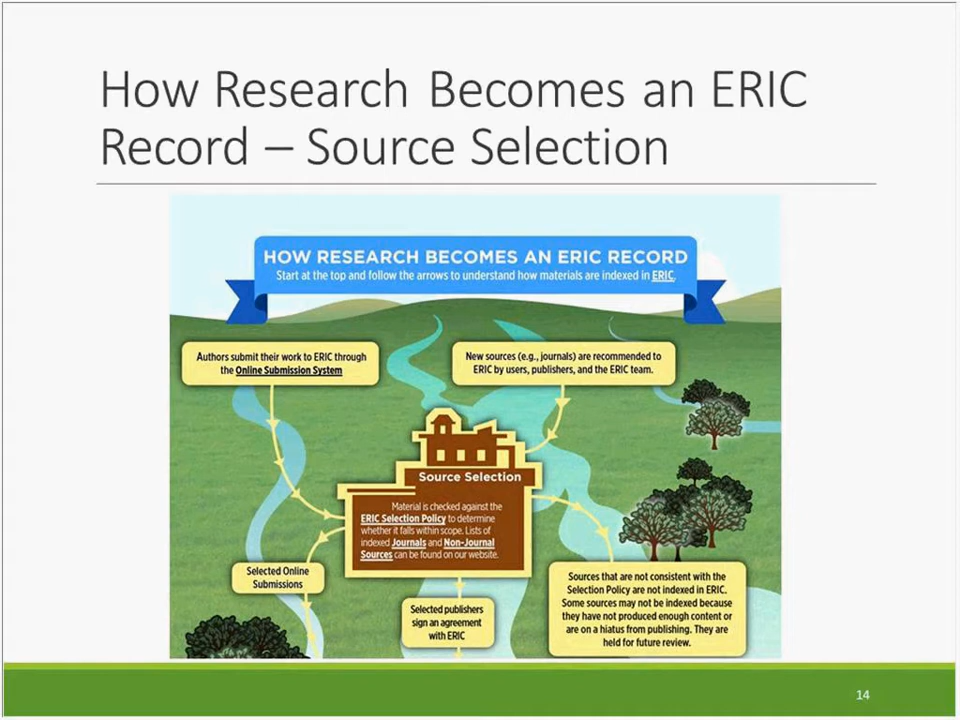 How Research Becomes an ERIC
Record – Source Selection
HOW RESEARCH BECOMES AN ERIC RECORD
Start at the top and follow the arrows to understand how materials are indexed in ERIC.
Authors submit their work to ERIC through
the Online Submission System
New sources (e.g., journals) are recommended to
ERIC by users, publishers, and the ERIC team.
Source Selection
Material is checked against the
ERIC Selection Policy to determine
whether it falls within scope. Lists of
indexed Journals and Non-Journal
Sources can be found on our website.
Selected Online
Submissions
Selected publishers
sign an agreement
with ERIC
Sources that are not consistent with the
Selection Policy are not indexed in ERIC.
Some sources may not be indexed because
they have not produced enough content or
are on a hiatus from publishing. They are
held for future review.
14